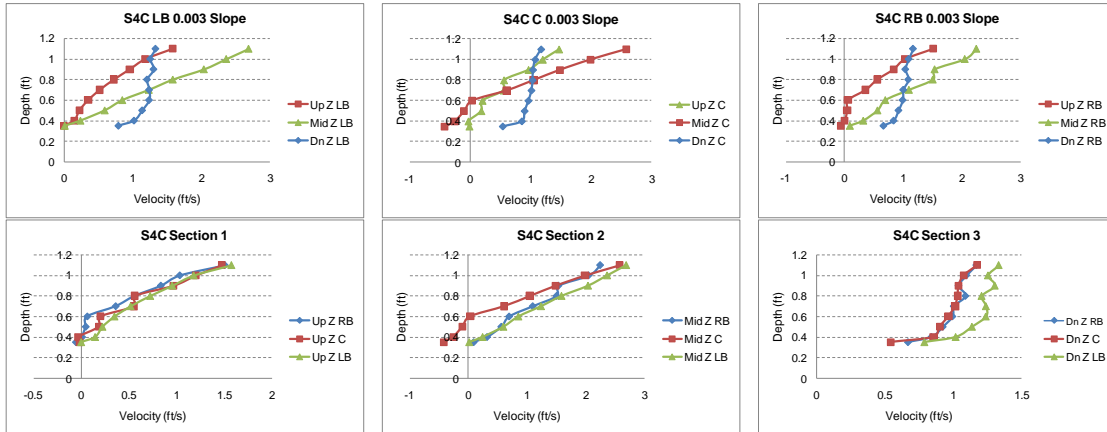 S4C LB 0.003 Slope
Depth (ft)
1.2
1
0.8
0.6
0.4
0.2
0
0 1 2 3
Velocity (ft/s)
Up Z LB
Mid Z LB
Dn Z LB
S4C C 0.003 Slope
Depth (ft)
1.2
1
0.8
0.6
0.4
0.2
0
-1 0 1 2 3
Velocity (ft/s)
Up Z C
Mid Z C
Dn Z C
S4C RB 0.003 Slope
Depth (ft)
1.2
1
0.8
0.6
0.4
0.2
0
-1 0 1 2 3
Velocity (ft/s)
Up Z RB
Mid Z RB
Dn Z RB
S4C Section 1
Depth (ft)
1.2
1
0.8
0.6
0.4
0.2
0
-0.5 0 0.5 1 1.5 2
Velocity (ft/s)
Up Z RB
Up Z C
Up Z LB
S4C Section 2
Depth (ft)
1.2
1
0.8
0.6
0.4
0.2
0
-1 0 1 2 3
Velocity (ft/s)
Mid Z RB
Mid Z C
Mid Z LB
S4C Section 3
Depth (ft)
1.2
1
0.8
0.6
0.4
0.2
0
0 0.5 1 1.5
Velocity (ft/s)
Dn Z RB
Dn Z C
Dn Z LB